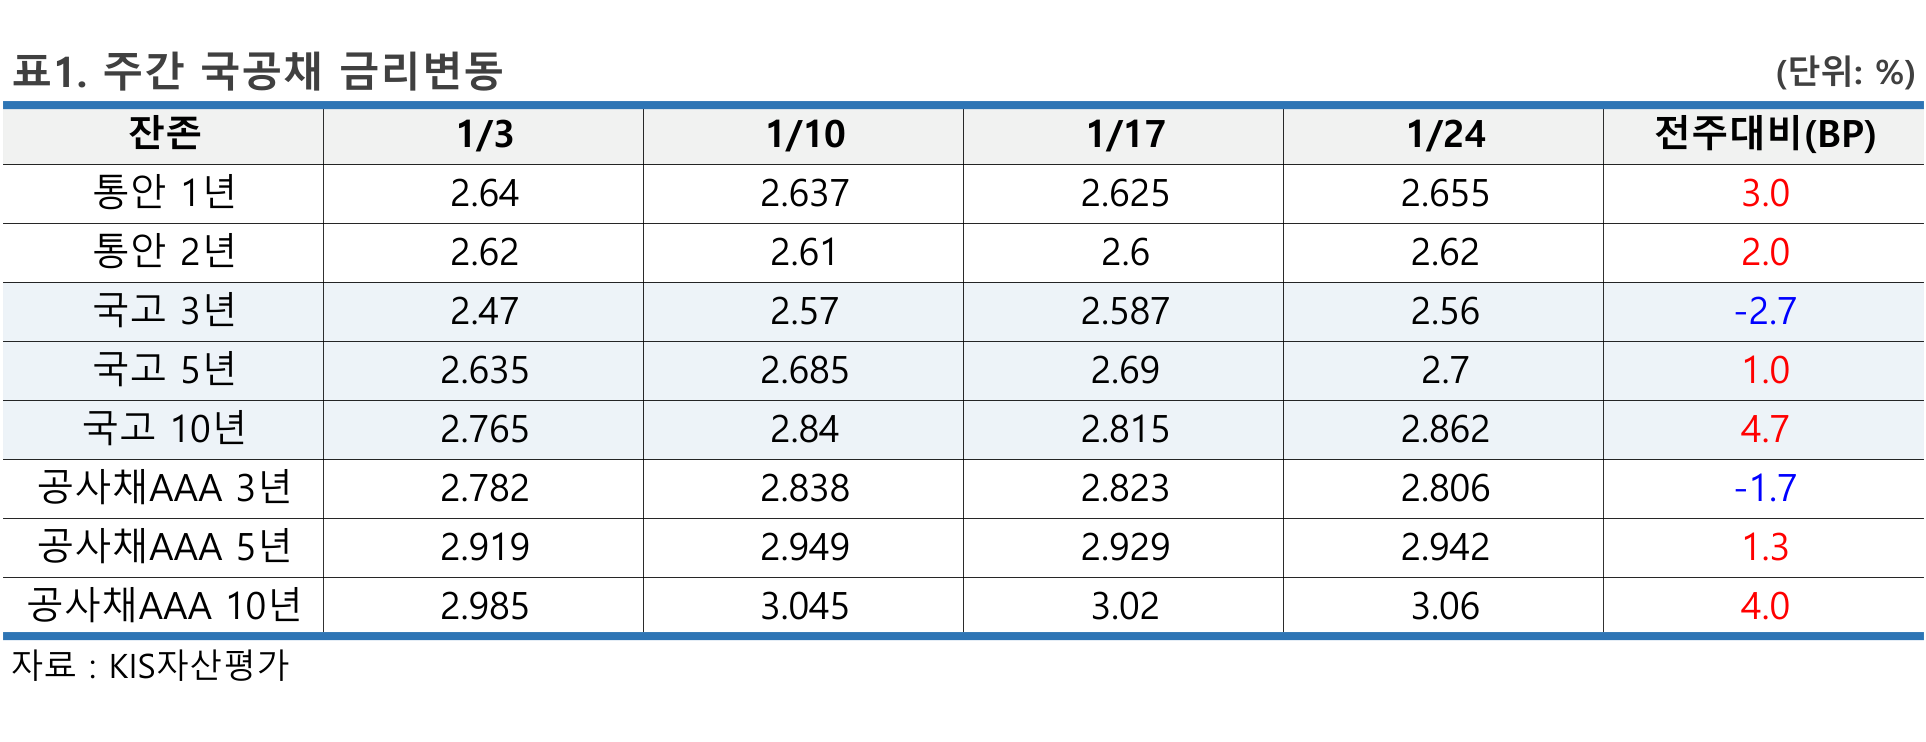 표1. 주간 국공채 금리변동 (단위: %)
잔존 1/3 1/10 1/17 1/24 전주대비(BP)
통안 1년 2.64 2.637 2.625 2.655 3.0
통안 2년 2.62 2.61 2.6 2.62 2.0
국고 3년 2.47 2.57 2.587 2.56 -2.7
국고 5년 2.635 2.685 2.69 2.7 1.0
국고 10년 2.765 2.84 2.815 2.862 4.7
공사채AAA 3년 2.782 2.838 2.823 2.806 -1.7
공사채AAA 5년 2.919 2.949 2.929 2.942 1.3
공사채AAA 10년 2.985 3.045 3.02 3.06 4.0
자료 : KIS자산평가